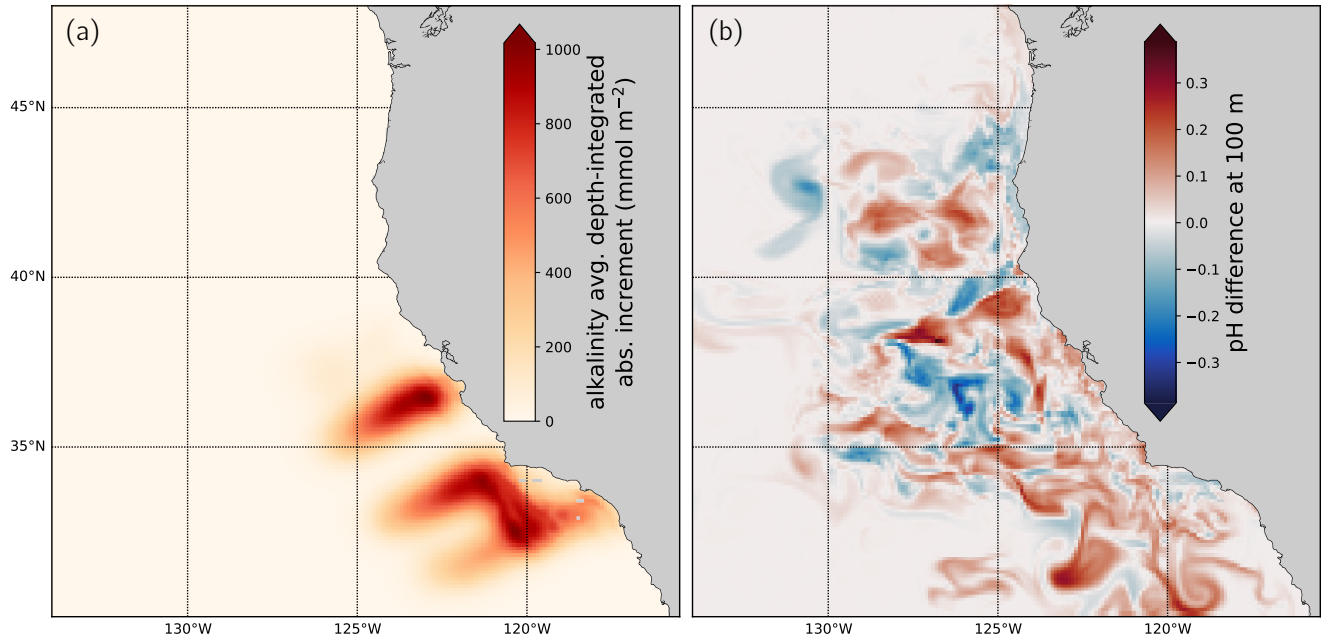 (a)
45°N
40°N
35°N
130°W
125°W
120°W
1000
800
600
400
200
0
alkalinity avg. depth-integrated
abs. increment (mmol m⁻²)
(b)
130°W
125°W
120°W
0.3
0.2
0.1
0.0
−0.1
−0.2
−0.3
pH difference at 100 m